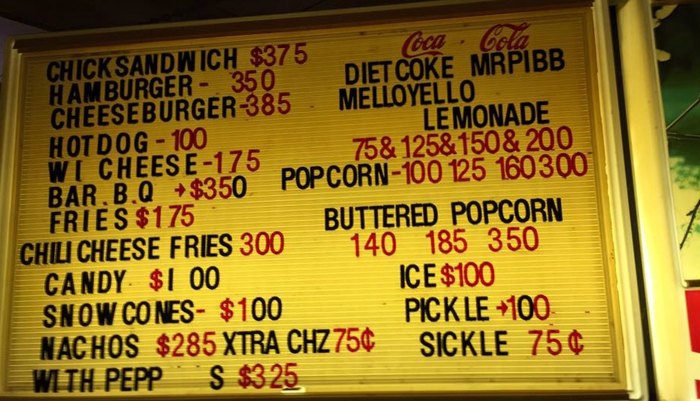 CHICKSANDWICH $375
HAMBURGER- 350
CHEESEBURGER-385
HOTDOG-100
WI CHEESE-175
BAR.B.Q +$350
FRIES $175
CHILI CHEESE FRIES 300
CANDY $1 00
SNOWCONES- $100
NACHOS $285 XTRA CHZ 75¢
WITH PEPP S $325
Coca-Cola
DIETCOKE MRPIBB
MELLOYELLO
LEMONADE
75&125&150&200
POPCORN-100 125 160 300
BUTTERED POPCORN
140 185 350
ICE $100
PICKLE +100
SICKLE 75¢